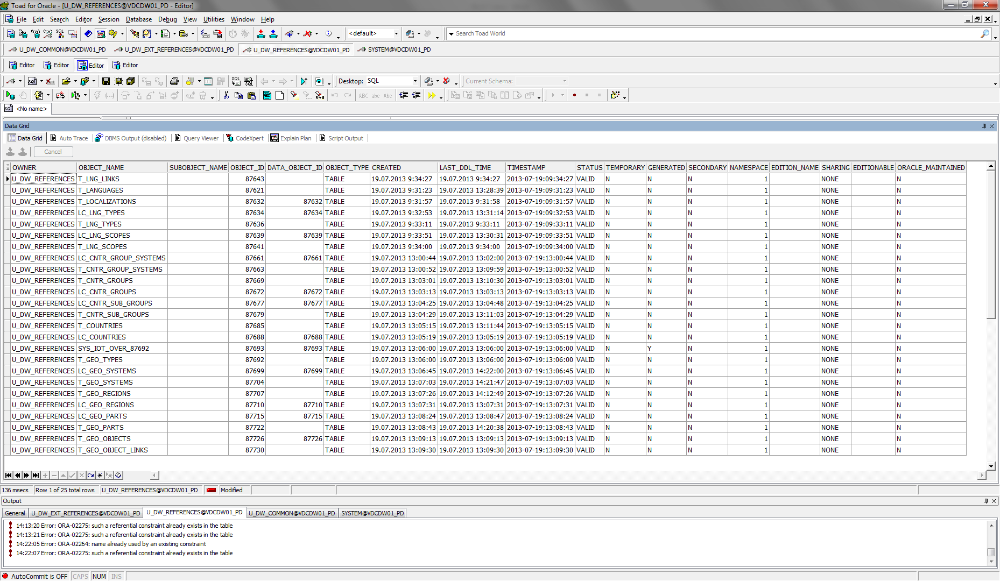 Toad for Oracle - [U_DW_REFERENCES@VDCDW01_PD - Editor]
File Edit Search Editor Session Database Debug View Utilities Window Help
<default> Search Toad World
U_DW_COMMON@VDCDW01_PD U_DW_EXT_REFERENCES@VDCDW01_PD U_DW_REFERENCES@VDCDW01_PD SYSTEM@VDCDW01_PD
Editor Editor Editor Editor
Desktop: SQL Current Schema:
SQL <No name>
Data Grid
Data Grid Auto Trace DBMS Output (disabled) Query Viewer CodeXpert Explain Plan Script Output
Cancel
OWNER OBJECT_NAME SUBOBJECT_NAME OBJECT_ID DATA_OBJECT_ID OBJECT_TYPE CREATED LAST_DDL_TIME TIMESTAMP STATUS TEMPORARY GENERATED SECONDARY NAMESPACE EDITION_NAME SHARING EDITIONABLE ORACLE_MAINTAINED
U_DW_REFERENCES T_LNG_LINKS 87643 TABLE 19.07.2013 9:34:27 19.07.2013 9:34:27 2013-07-19:09:34:27 VALID N N N 1 NONE N
U_DW_REFERENCES T_LANGUAGES 87621 TABLE 19.07.2013 9:31:23 19.07.2013 13:28:39 2013-07-19:09:31:23 VALID N N N 1 NONE N
U_DW_REFERENCES T_LOCALIZATIONS 87632 87632 TABLE 19.07.2013 9:31:57 19.07.2013 9:31:58 2013-07-19:09:31:57 VALID N N N 1 NONE N
U_DW_REFERENCES LC_LNG_TYPES 87634 87634 TABLE 19.07.2013 9:32:53 19.07.2013 13:31:14 2013-07-19:09:32:53 VALID N N N 1 NONE N
U_DW_REFERENCES T_LNG_TYPES 87636 TABLE 19.07.2013 9:33:11 19.07.2013 9:33:11 2013-07-19:09:33:11 VALID N N N 1 NONE N
U_DW_REFERENCES LC_LNG_SCOPES 87639 87639 TABLE 19.07.2013 9:33:51 19.07.2013 13:30:31 2013-07-19:09:33:51 VALID N N N 1 NONE N
U_DW_REFERENCES T_LNG_SCOPES 87641 TABLE 19.07.2013 9:34:00 19.07.2013 9:34:00 2013-07-19:09:34:00 VALID N N N 1 NONE N
U_DW_REFERENCES LC_CNTR_GROUP_SYSTEMS 87661 87661 TABLE 19.07.2013 13:00:44 19.07.2013 13:02:00 2013-07-19:13:00:44 VALID N N N 1 NONE N
U_DW_REFERENCES T_CNTR_GROUP_SYSTEMS 87663 TABLE 19.07.2013 13:00:52 19.07.2013 13:09:59 2013-07-19:13:00:52 VALID N N N 1 NONE N
U_DW_REFERENCES T_CNTR_GROUPS 87669 TABLE 19.07.2013 13:03:01 19.07.2013 13:10:30 2013-07-19:13:03:01 VALID N N N 1 NONE N
U_DW_REFERENCES LC_CNTR_GROUPS 87672 87672 TABLE 19.07.2013 13:03:13 19.07.2013 13:03:13 2013-07-19:13:03:13 VALID N N N 1 NONE N
U_DW_REFERENCES LC_CNTR_SUB_GROUPS 87677 87677 TABLE 19.07.2013 13:04:25 19.07.2013 13:04:48 2013-07-19:13:04:25 VALID N N N 1 NONE N
U_DW_REFERENCES T_CNTR_SUB_GROUPS 87679 TABLE 19.07.2013 13:04:29 19.07.2013 13:11:03 2013-07-19:13:04:29 VALID N N N 1 NONE N
U_DW_REFERENCES T_COUNTRIES 87685 TABLE 19.07.2013 13:05:15 19.07.2013 13:11:44 2013-07-19:13:05:15 VALID N N N 1 NONE N
U_DW_REFERENCES LC_COUNTRIES 87688 87688 TABLE 19.07.2013 13:05:19 19.07.2013 13:05:19 2013-07-19:13:05:19 VALID N N N 1 NONE N
U_DW_REFERENCES SYS_IOT_OVER_87692 87693 87693 TABLE 19.07.2013 13:06:00 19.07.2013 13:06:00 2013-07-19:13:06:00 VALID N Y N 1 NONE N
U_DW_REFERENCES T_GEO_TYPES 87692 TABLE 19.07.2013 13:06:00 19.07.2013 13:06:00 2013-07-19:13:06:00 VALID N N N 1 NONE N
U_DW_REFERENCES LC_GEO_SYSTEMS 87699 87699 TABLE 19.07.2013 13:06:45 19.07.2013 14:22:00 2013-07-19:13:06:45 VALID N N N 1 NONE N
U_DW_REFERENCES T_GEO_SYSTEMS 87704 TABLE 19.07.2013 13:07:03 19.07.2013 14:21:47 2013-07-19:13:07:03 VALID N N N 1 NONE N
U_DW_REFERENCES T_GEO_REGIONS 87707 TABLE 19.07.2013 13:07:26 19.07.2013 14:12:49 2013-07-19:13:07:26 VALID N N N 1 NONE N
U_DW_REFERENCES LC_GEO_REGIONS 87710 87710 TABLE 19.07.2013 13:07:31 19.07.2013 13:07:31 2013-07-19:13:07:31 VALID N N N 1 NONE N
U_DW_REFERENCES LC_GEO_PARTS 87715 87715 TABLE 19.07.2013 13:08:24 19.07.2013 13:08:47 2013-07-19:13:08:24 VALID N N N 1 NONE N
U_DW_REFERENCES T_GEO_PARTS 87722 TABLE 19.07.2013 13:08:43 19.07.2013 14:20:38 2013-07-19:13:08:43 VALID N N N 1 NONE N
U_DW_REFERENCES T_GEO_OBJECTS 87726 87726 TABLE 19.07.2013 13:09:13 19.07.2013 13:09:13 2013-07-19:13:09:13 VALID N N N 1 NONE N
U_DW_REFERENCES T_GEO_OBJECT_LINKS 87730 TABLE 19.07.2013 13:09:30 19.07.2013 13:09:30 2013-07-19:13:09:30 VALID N N N 1 NONE N
136 msecs Row 1 of 25 total rows U_DW_REFERENCES@VDCDW01_PD Modified
Output
General U_DW_EXT_REFERENCES@VDCDW01_PD U_DW_REFERENCES@VDCDW01_PD U_DW_COMMON@VDCDW01_PD SYSTEM@VDCDW01_PD
14:13:20 Error: ORA-02275: such a referential constraint already exists in the table
14:13:21 Error: ORA-02275: such a referential constraint already exists in the table
14:22:05 Error: ORA-02264: name already used by an existing constraint
14:22:07 Error: ORA-02275: such a referential constraint already exists in the table
AutoCommit is OFF CAPS NUM INS